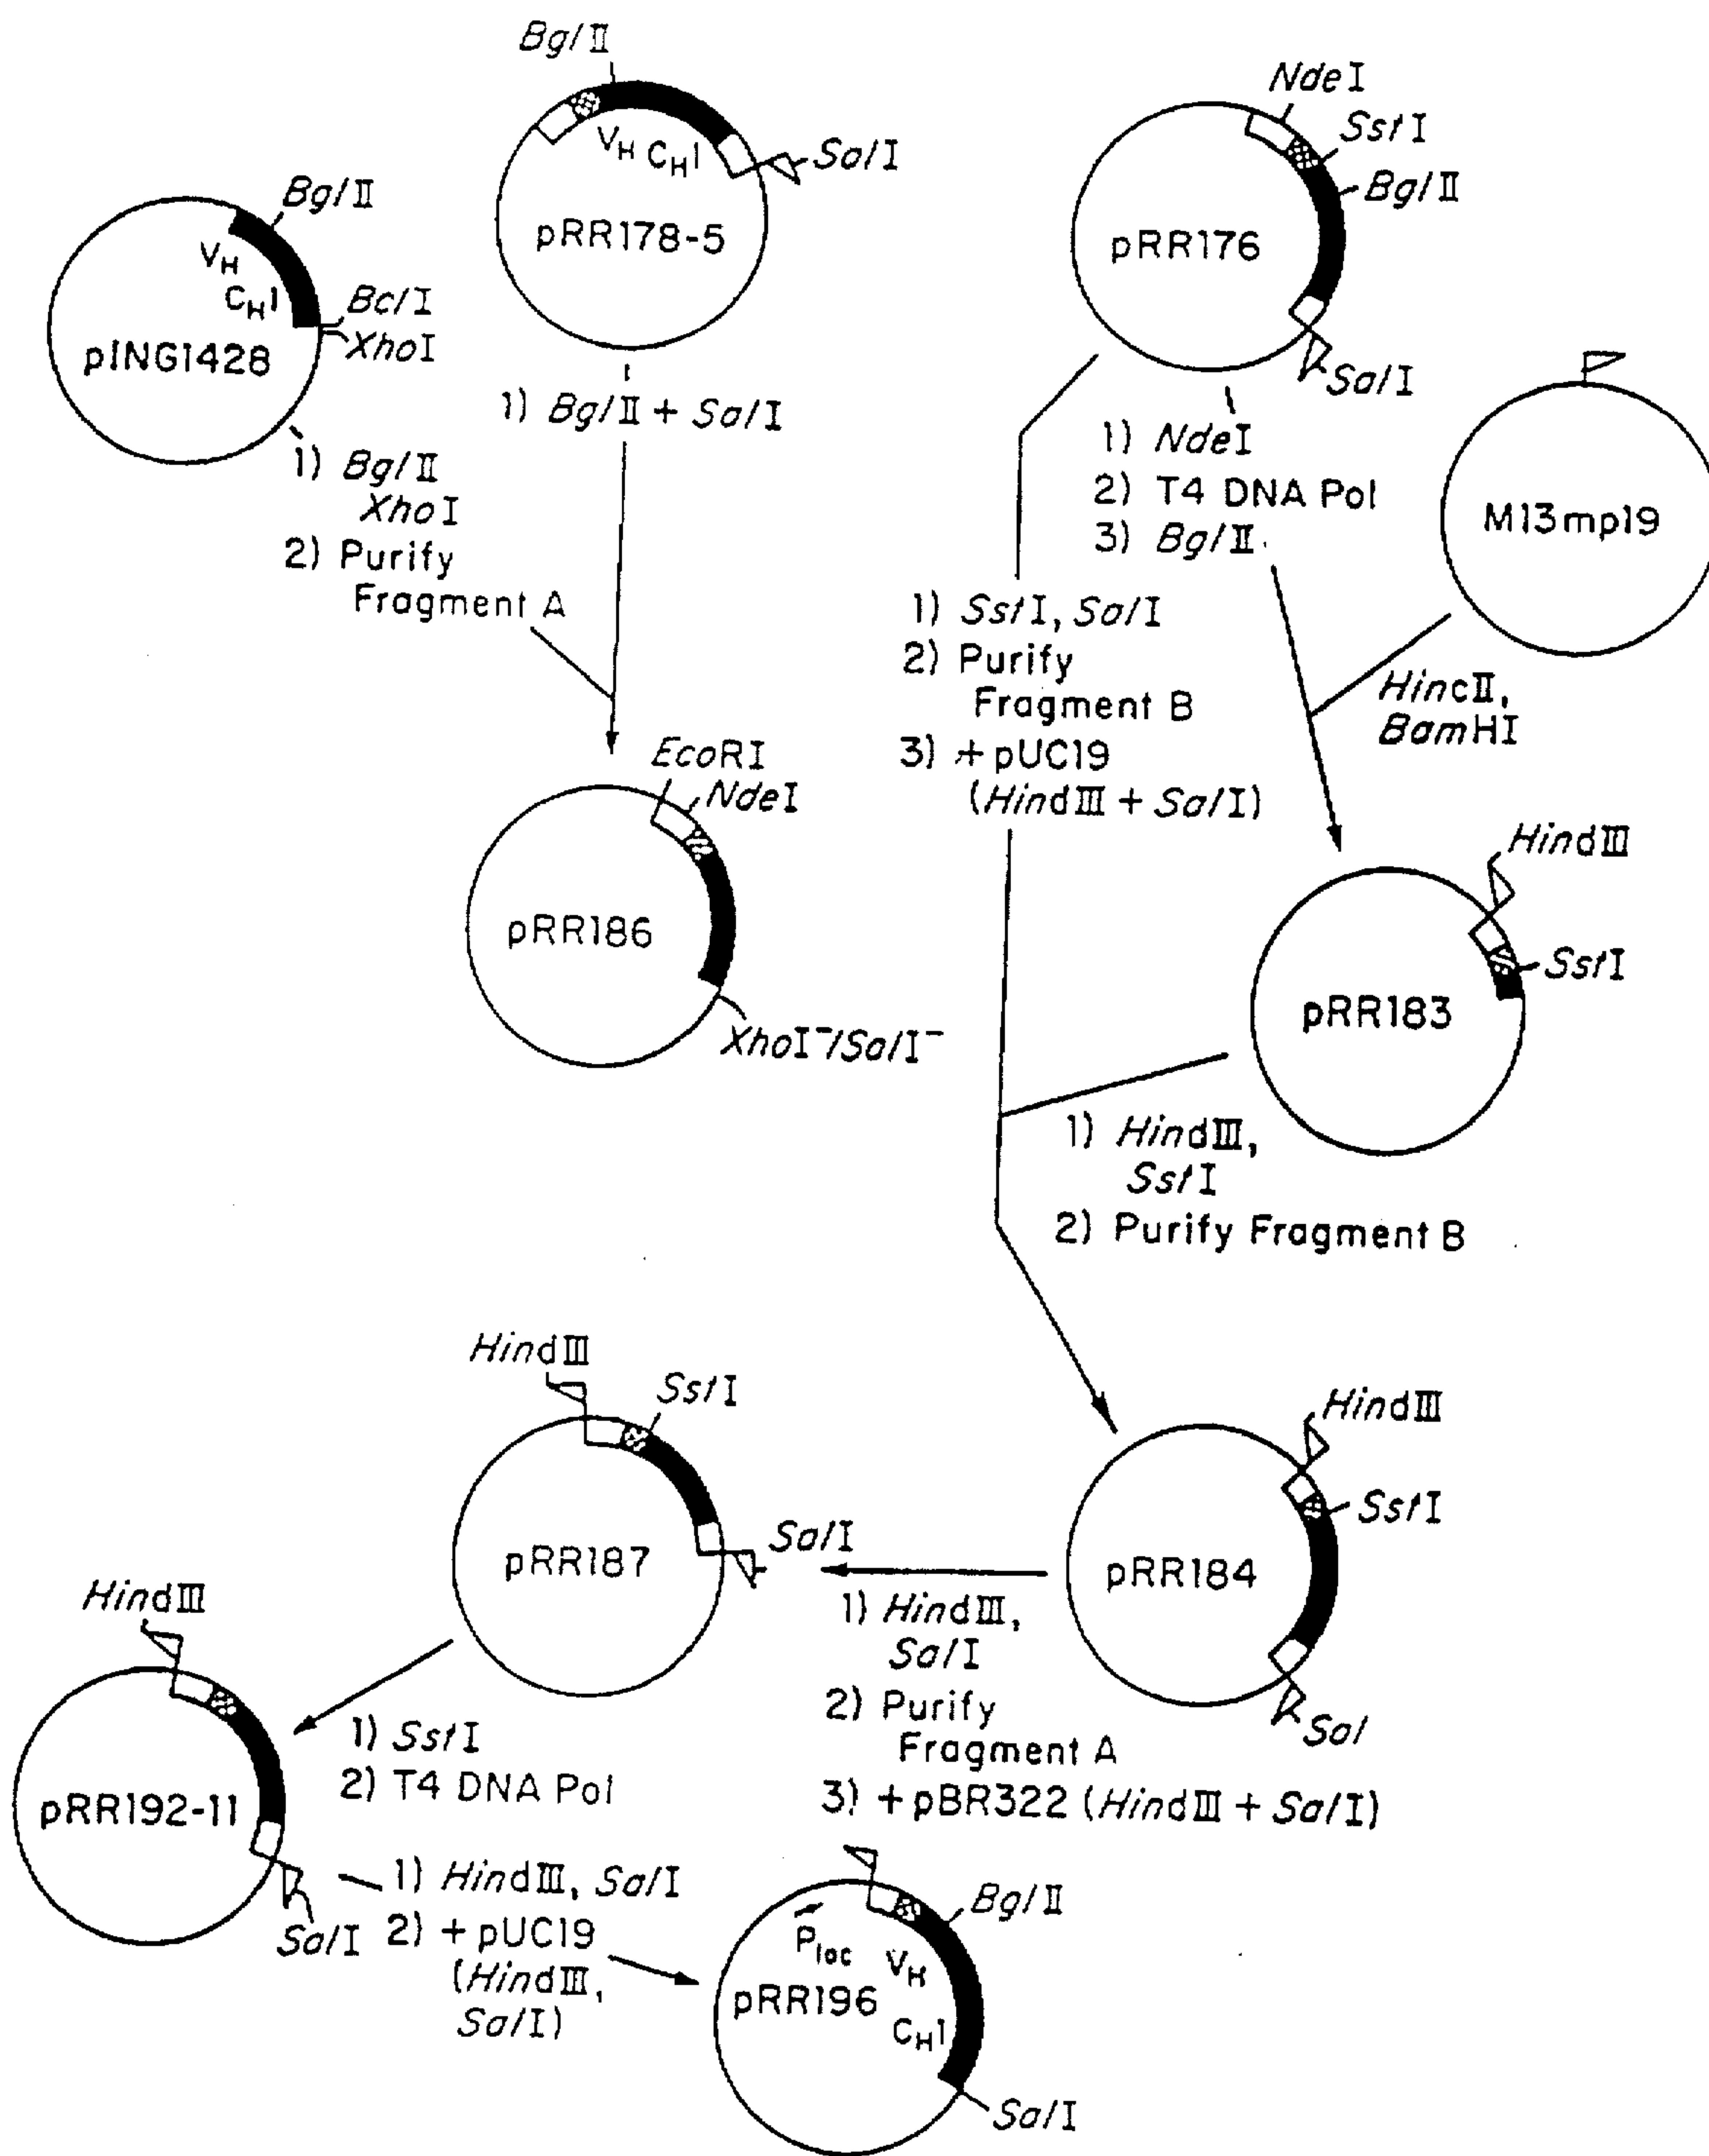 BglII
VH CH1
SalI
pRR178-5
BglII
VH
CH1
BclI
XhoI
pING1428
1) BglII
XhoI
2) Purify
Fragment A
1) BglII + SalI
EcoRI
NdeI
pRR186
XhoI⁻/SalI⁻
NdeI
SstI
BglII
pRR176
SalI
1) NdeI
2) T4 DNA Pol
3) BglII
M13mp19
HincII,
BamHI
1) SstI, SalI
2) Purify
Fragment B
3) + pUC19
(HindIII + SalI)
HindIII
SstI
pRR183
1) HindIII,
SstI
2) Purify Fragment B
HindIII
SstI
pRR184
Sal
1) HindIII,
SalI
2) Purify
Fragment A
3) + pBR322 (HindIII + SalI)
HindIII
SstI
SalI
pRR187
1) SstI
2) T4 DNA Pol
HindIII
pRR192-11
SalI
1) HindIII, SalI
2) + pUC19
(HindIII,
SalI)
BglII
Plac
VH
pRR196
CH1
SalI